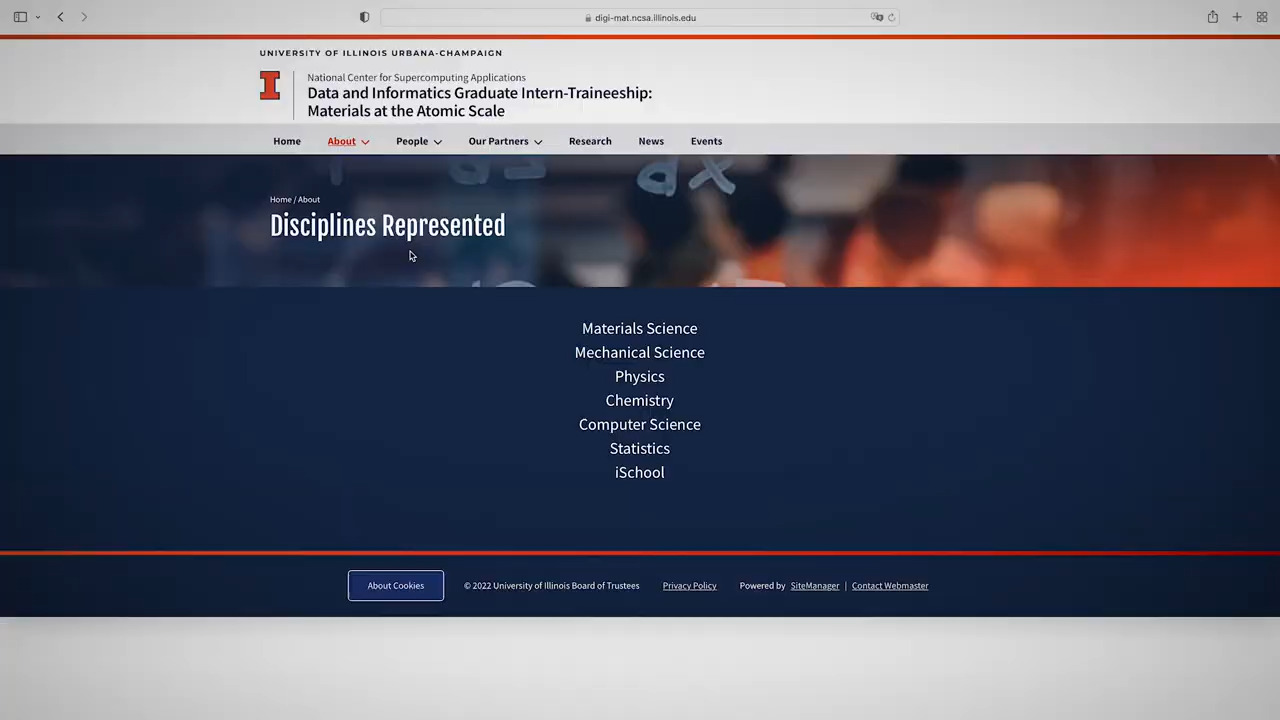 digi-mat.ncsa.illinois.edu
UNIVERSITY OF ILLINOIS URBANA-CHAMPAIGN
National Center for Supercomputing Applications
Data and Informatics Graduate Intern-Traineeship:
Materials at the Atomic Scale
Home About People Our Partners Research News Events
Home / About
Disciplines Represented
Materials Science
Mechanical Science
Physics
Chemistry
Computer Science
Statistics
iSchool
About Cookies © 2022 University of Illinois Board of Trustees Privacy Policy Powered by SiteManager | Contact Webmaster